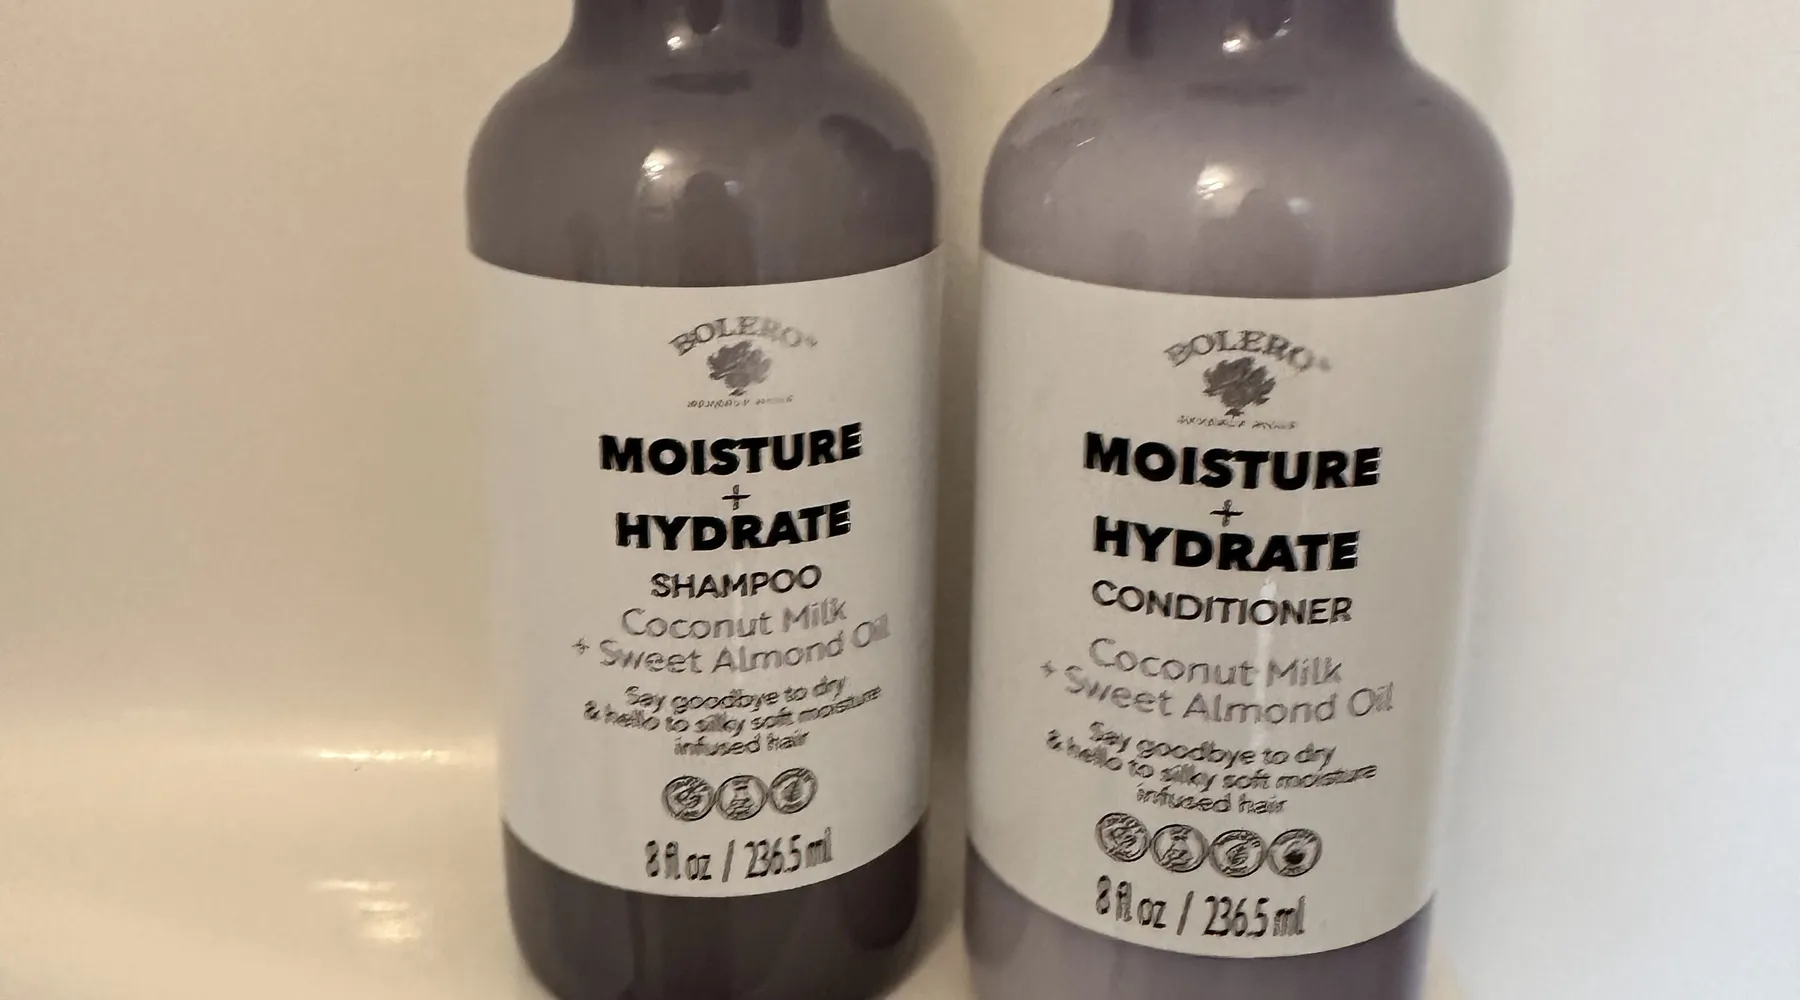 BOLERO
MOISTURE
+
HYDRATE
SHAMPOO
Coconut Milk
+ Sweet Almond Oil
Say goodbye to dry
& hello to silky soft moisture
infused hair
8 fl oz / 236.5 ml
BOLERO
MOISTURE
+
HYDRATE
CONDITIONER
Coconut Milk
+ Sweet Almond Oil
Say goodbye to dry
& hello to silky soft moisture
infused hair
8 fl oz / 236.5 ml